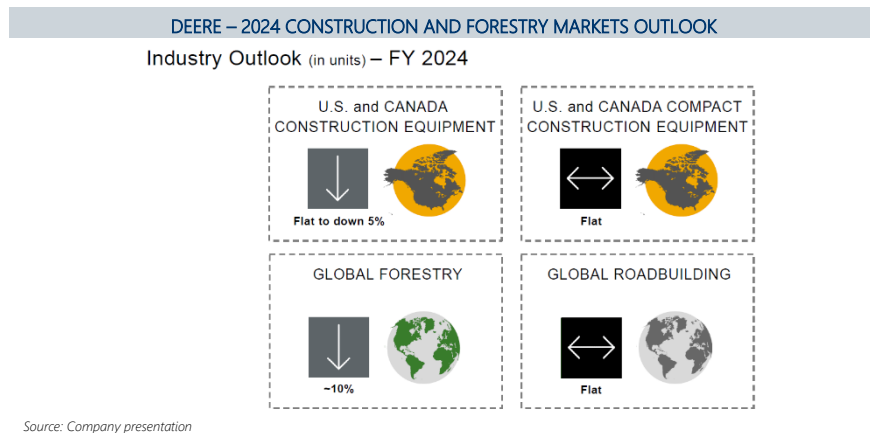 DEERE – 2024 CONSTRUCTION AND FORESTRY MARKETS OUTLOOK
Industry Outlook (in units) – FY 2024
U.S. and CANADA
CONSTRUCTION EQUIPMENT
Flat to down 5%
U.S. and CANADA COMPACT
CONSTRUCTION EQUIPMENT
Flat
GLOBAL FORESTRY
~10%
GLOBAL ROADBUILDING
Flat
Source: Company presentation